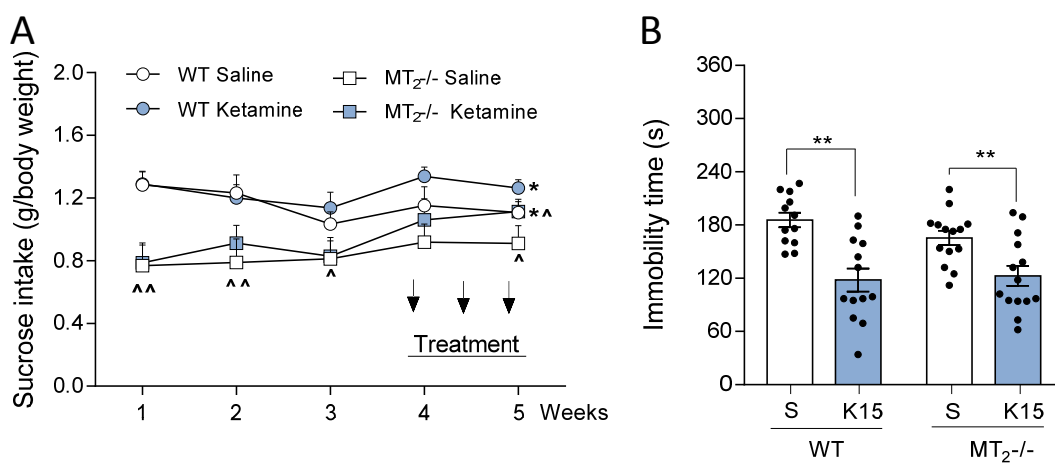 A
Sucrose intake (g/body weight)
2.0
1.6
1.2
0.8
0.4
0.0
WT Saline
WT Ketamine
MT2-/- Saline
MT2-/- Ketamine
*
*^
^^
^^
^
^
Treatment
1 2 3 4 5 Weeks
B
Immobility time (s)
360
300
240
180
120
60
0
**
**
S K15 S K15
WT MT2-/-